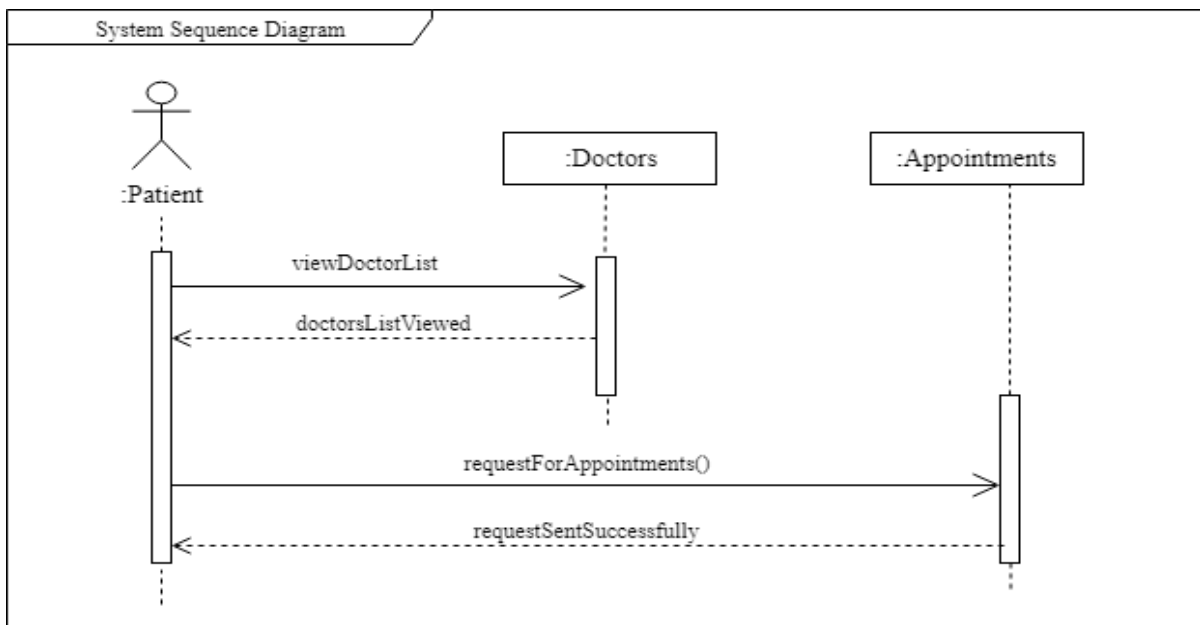 System Sequence Diagram
:Patient
:Doctors
:Appointments
viewDoctorList
doctorsListViewed
requestForAppointments()
requestSentSuccessfully